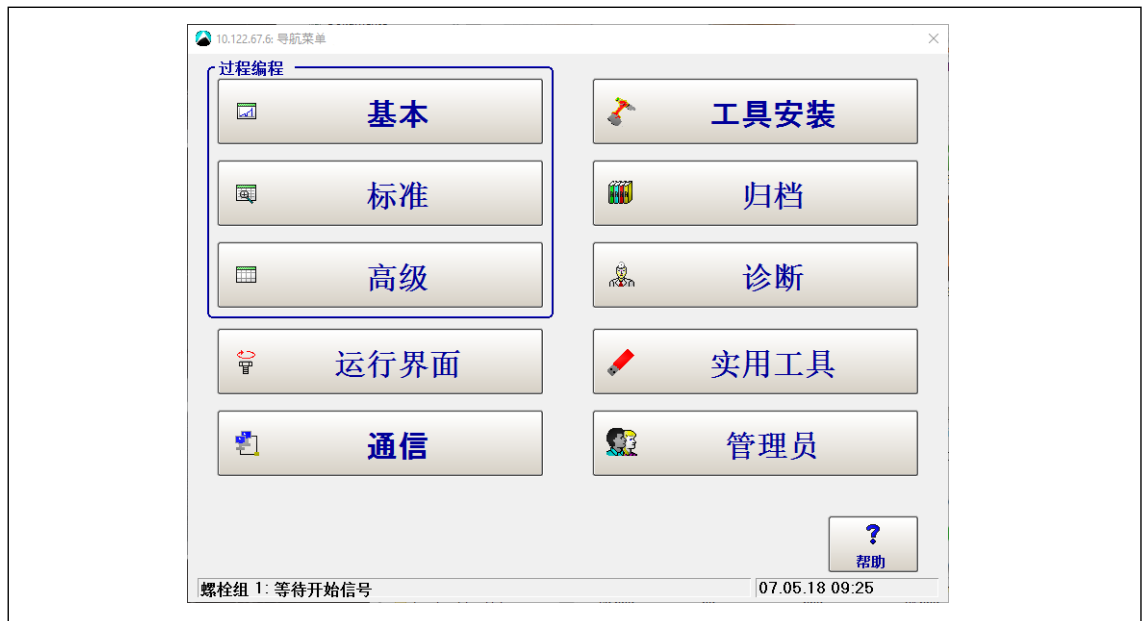 10.122.67.6: 导航菜单
过程编程
基本
工具安装
标准
归档
高级
诊断
运行界面
实用工具
通信
管理员
?
帮助
螺栓组 1: 等待开始信号
07.05.18 09:25